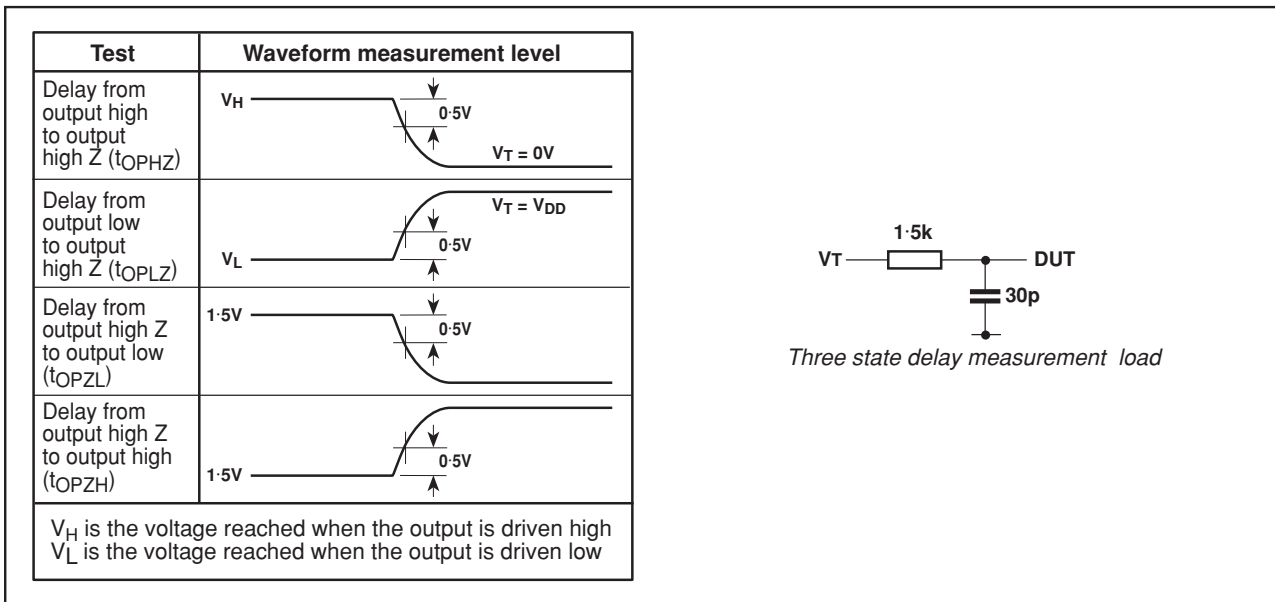 Test
Waveform measurement level
Delay from
output high
to output
high Z (tOPHZ)
VH
0·5V
VT = 0V
Delay from
output low
to output
high Z (tOPLZ)
VT = VDD
0·5V
VL
Delay from
output high Z
to output low
(tOPZL)
1·5V
0·5V
Delay from
output high Z
to output high
(tOPZH)
0·5V
1·5V
VH is the voltage reached when the output is driven high
VL is the voltage reached when the output is driven low
1·5k
VT
DUT
30p
Three state delay measurement load